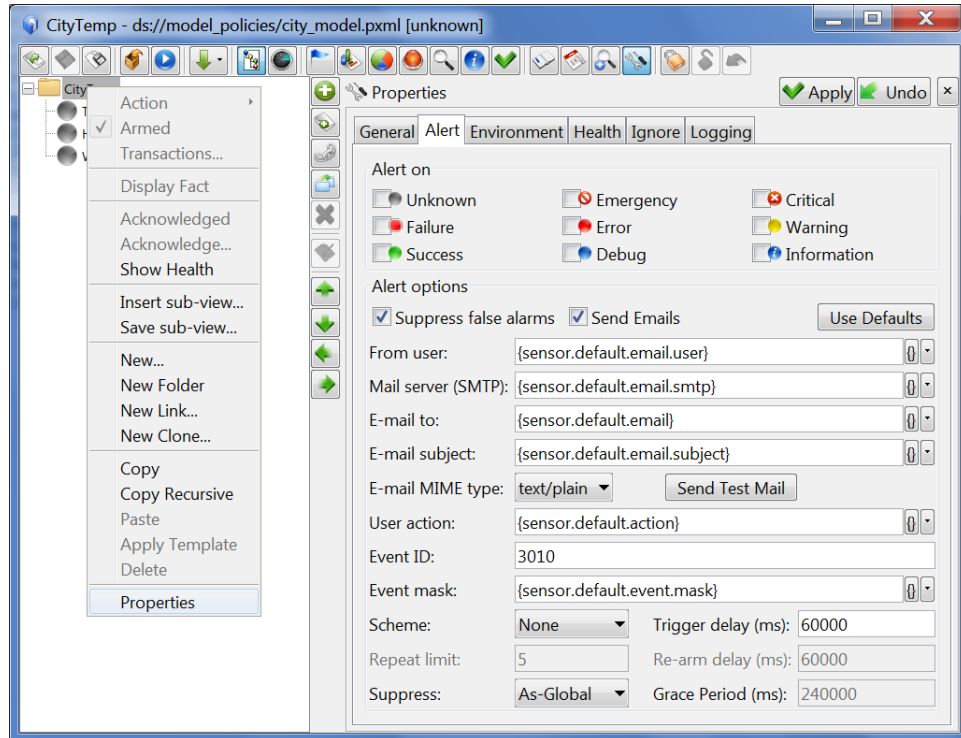 CityTemp - ds://model_policies/city_model.pxml [unknown]
Properties
Apply
Undo
General Alert Environment Health Ignore Logging
Action
Armed
Transactions...
Display Fact
Acknowledged
Acknowledge...
Show Health
Insert sub-view...
Save sub-view...
New...
New Folder
New Link...
New Clone...
Copy
Copy Recursive
Paste
Apply Template
Delete
Properties
Alert on
Unknown Emergency Critical
Failure Error Warning
Success Debug Information
Alert options
Suppress false alarms Send Emails Use Defaults
From user: {sensor.default.email.user} {}
Mail server (SMTP): {sensor.default.email.smtp} {}
E-mail to: {sensor.default.email} {}
E-mail subject: {sensor.default.email.subject} {}
E-mail MIME type: text/plain Send Test Mail
User action: {sensor.default.action} {}
Event ID: 3010
Event mask: {sensor.default.event.mask} {}
Scheme: None Trigger delay (ms): 60000
Repeat limit: 5 Re-arm delay (ms): 60000
Suppress: As-Global Grace Period (ms): 240000